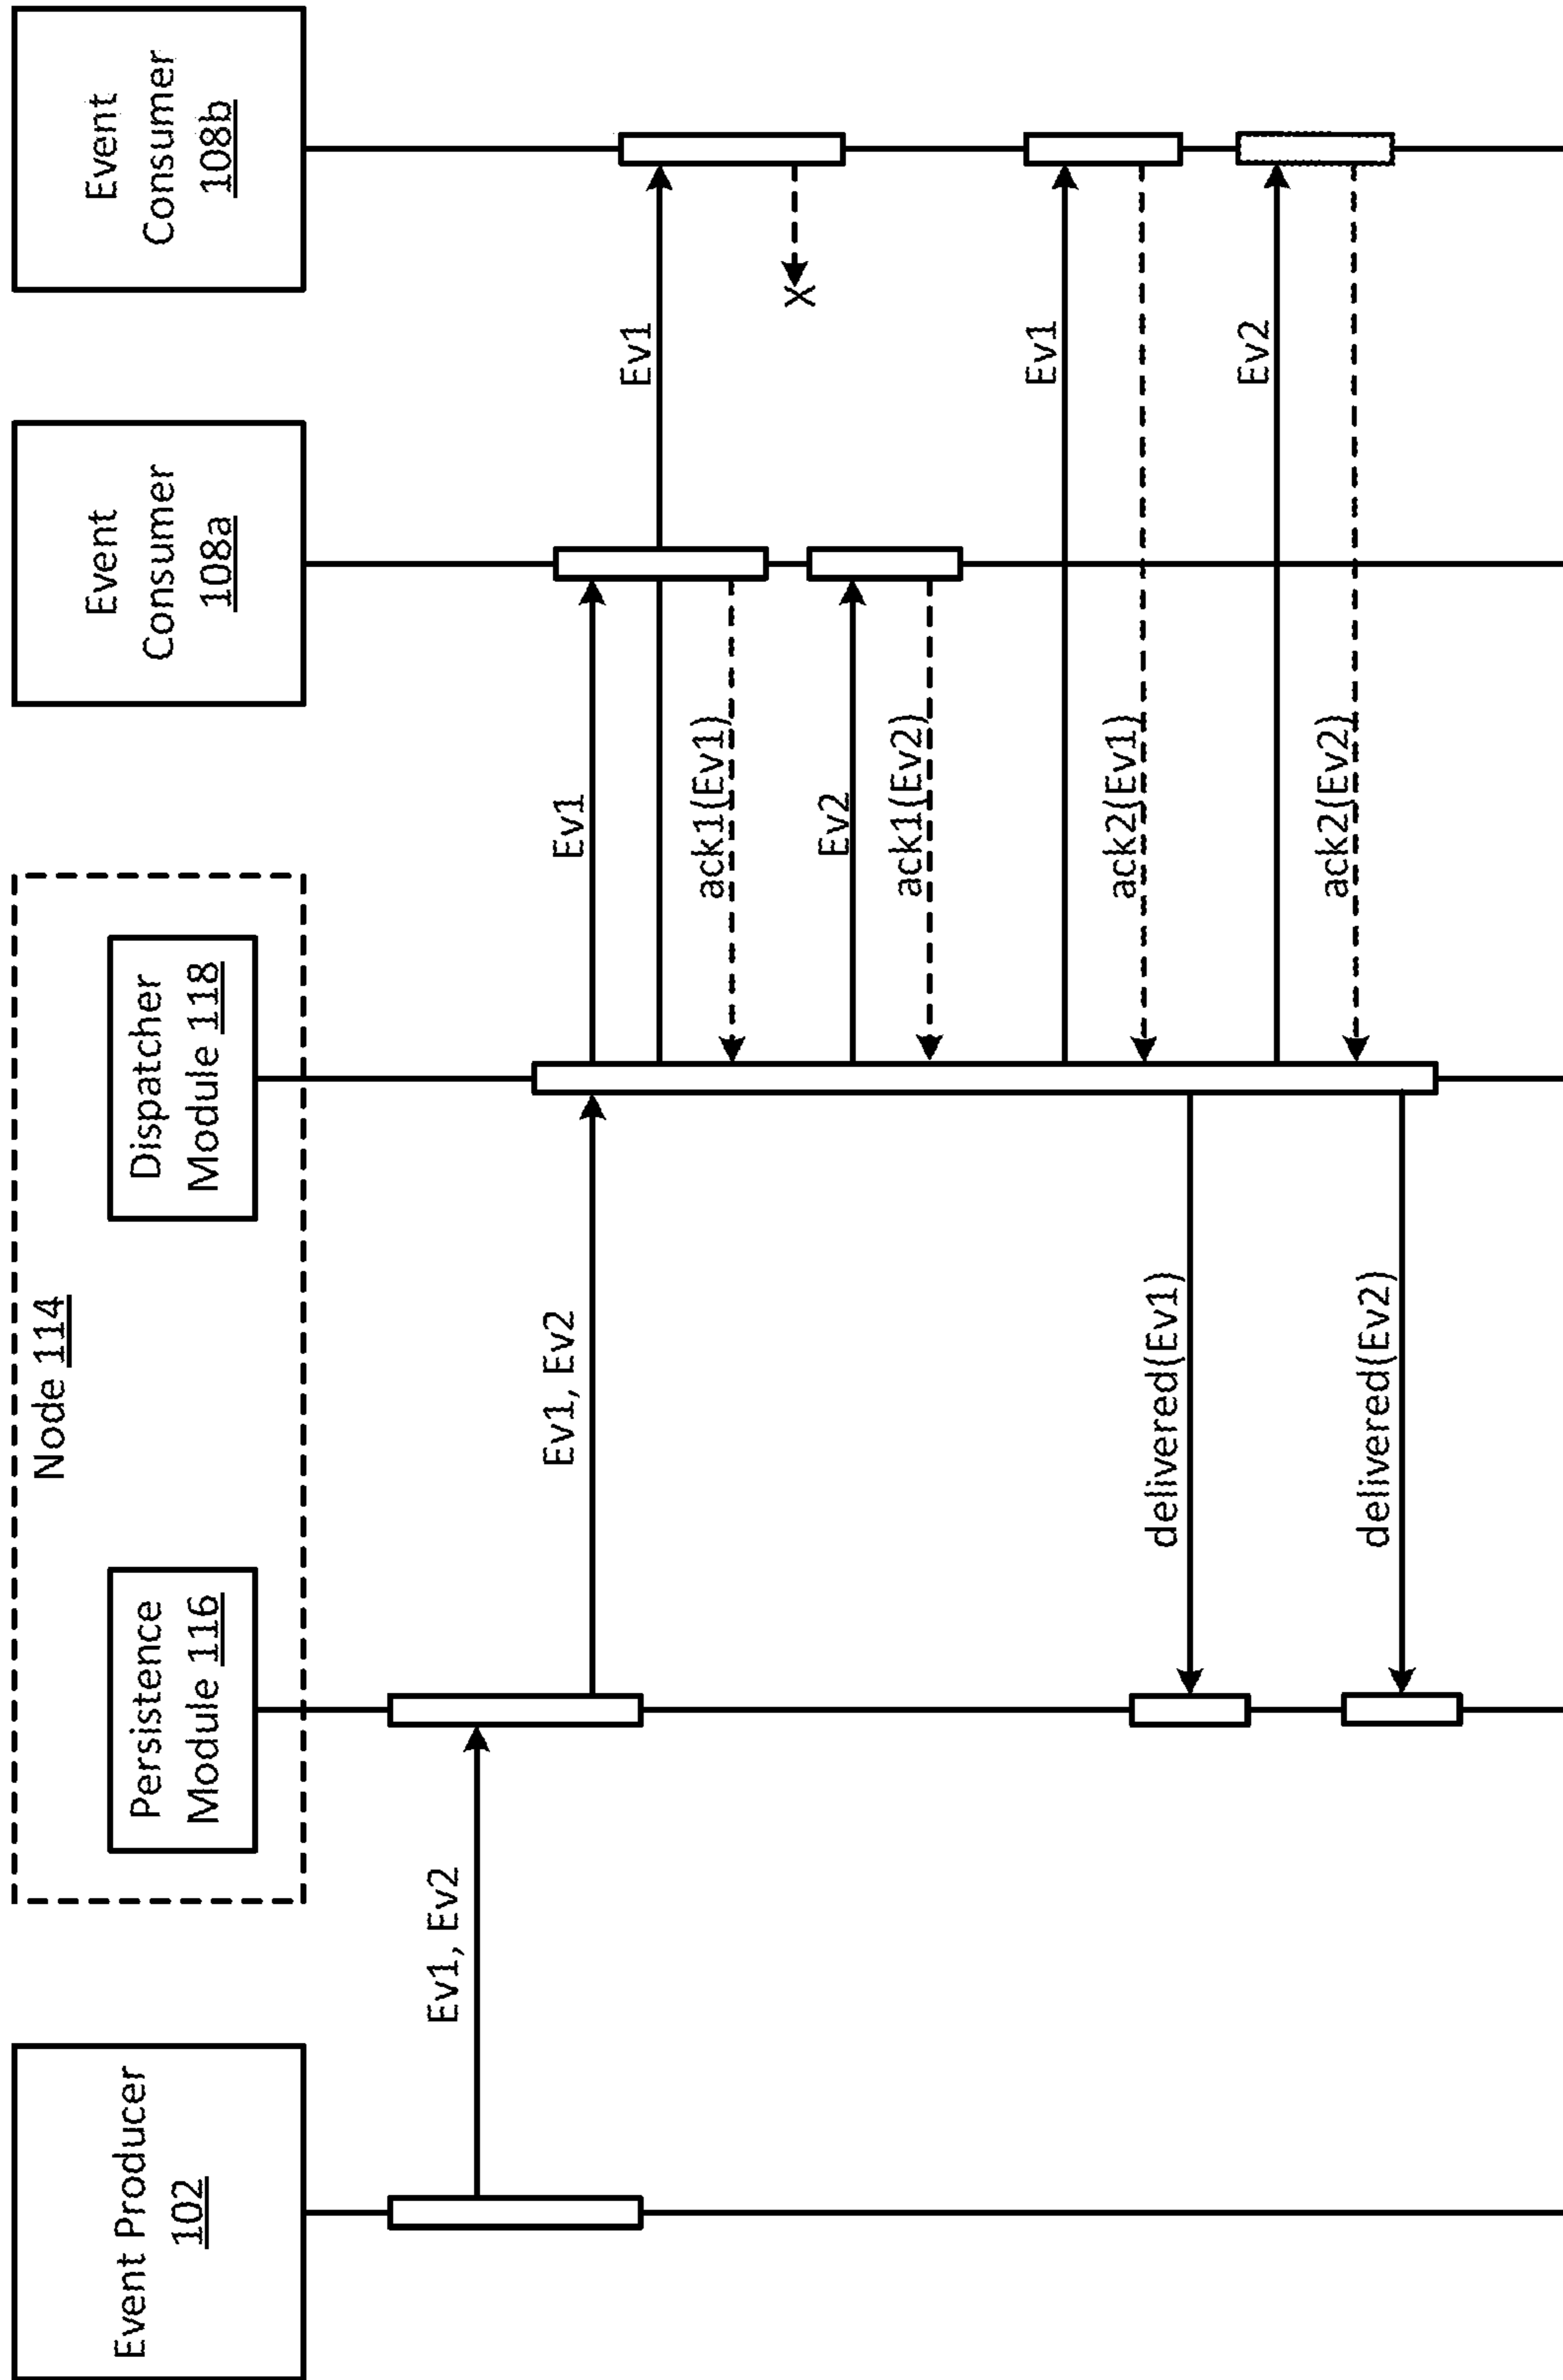 Event Producer
102
Node 114
Persistence
Module 116
Dispatcher
Module 118
Event
Consumer
108a
Event
Consumer
108b
Ev1, Ev2
Ev1, Ev2
Ev1
Ev1
ack1(Ev1)
X
Ev2
ack1(Ev2)
Ev1
ack2(Ev1)
delivered(Ev1)
Ev2
ack2(Ev2)
delivered(Ev2)